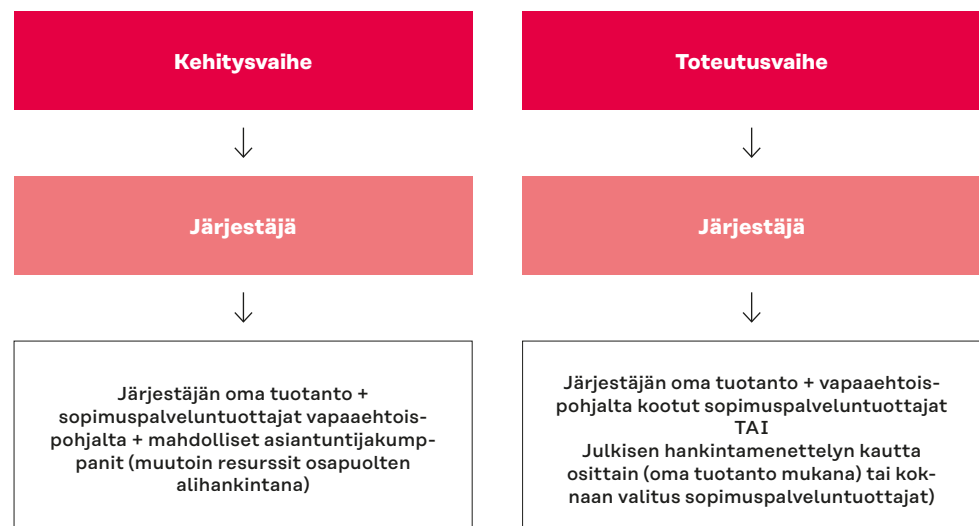 Kehitysvaihe
Järjestäjä
Järjestäjän oma tuotanto +
sopimuspalveluntuottajat vapaaehtois-
pohjalta + mahdolliset asiantuntijakump-
panit (muutoin resurssit osapuolten
alihankintana)
Toteutusvaihe
Järjestäjä
Järjestäjän oma tuotanto + vapaaehtois-
pohjalta kootut sopimuspalveluntuottajat
TAI
Julkisen hankintamenettelyn kautta
osittain (oma tuotanto mukana) tai kok-
naan valitus sopimuspalveluntuottajat)